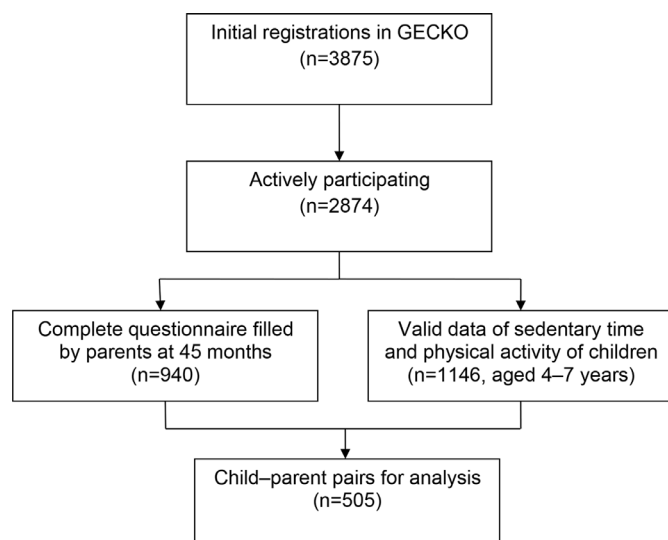 Initial registrations in GECKO
(n=3875)
Actively participating
(n=2874)
Complete questionnaire filled
by parents at 45 months
(n=940)
Valid data of sedentary time
and physical activity of children
(n=1146, aged 4–7 years)
Child–parent pairs for analysis
(n=505)